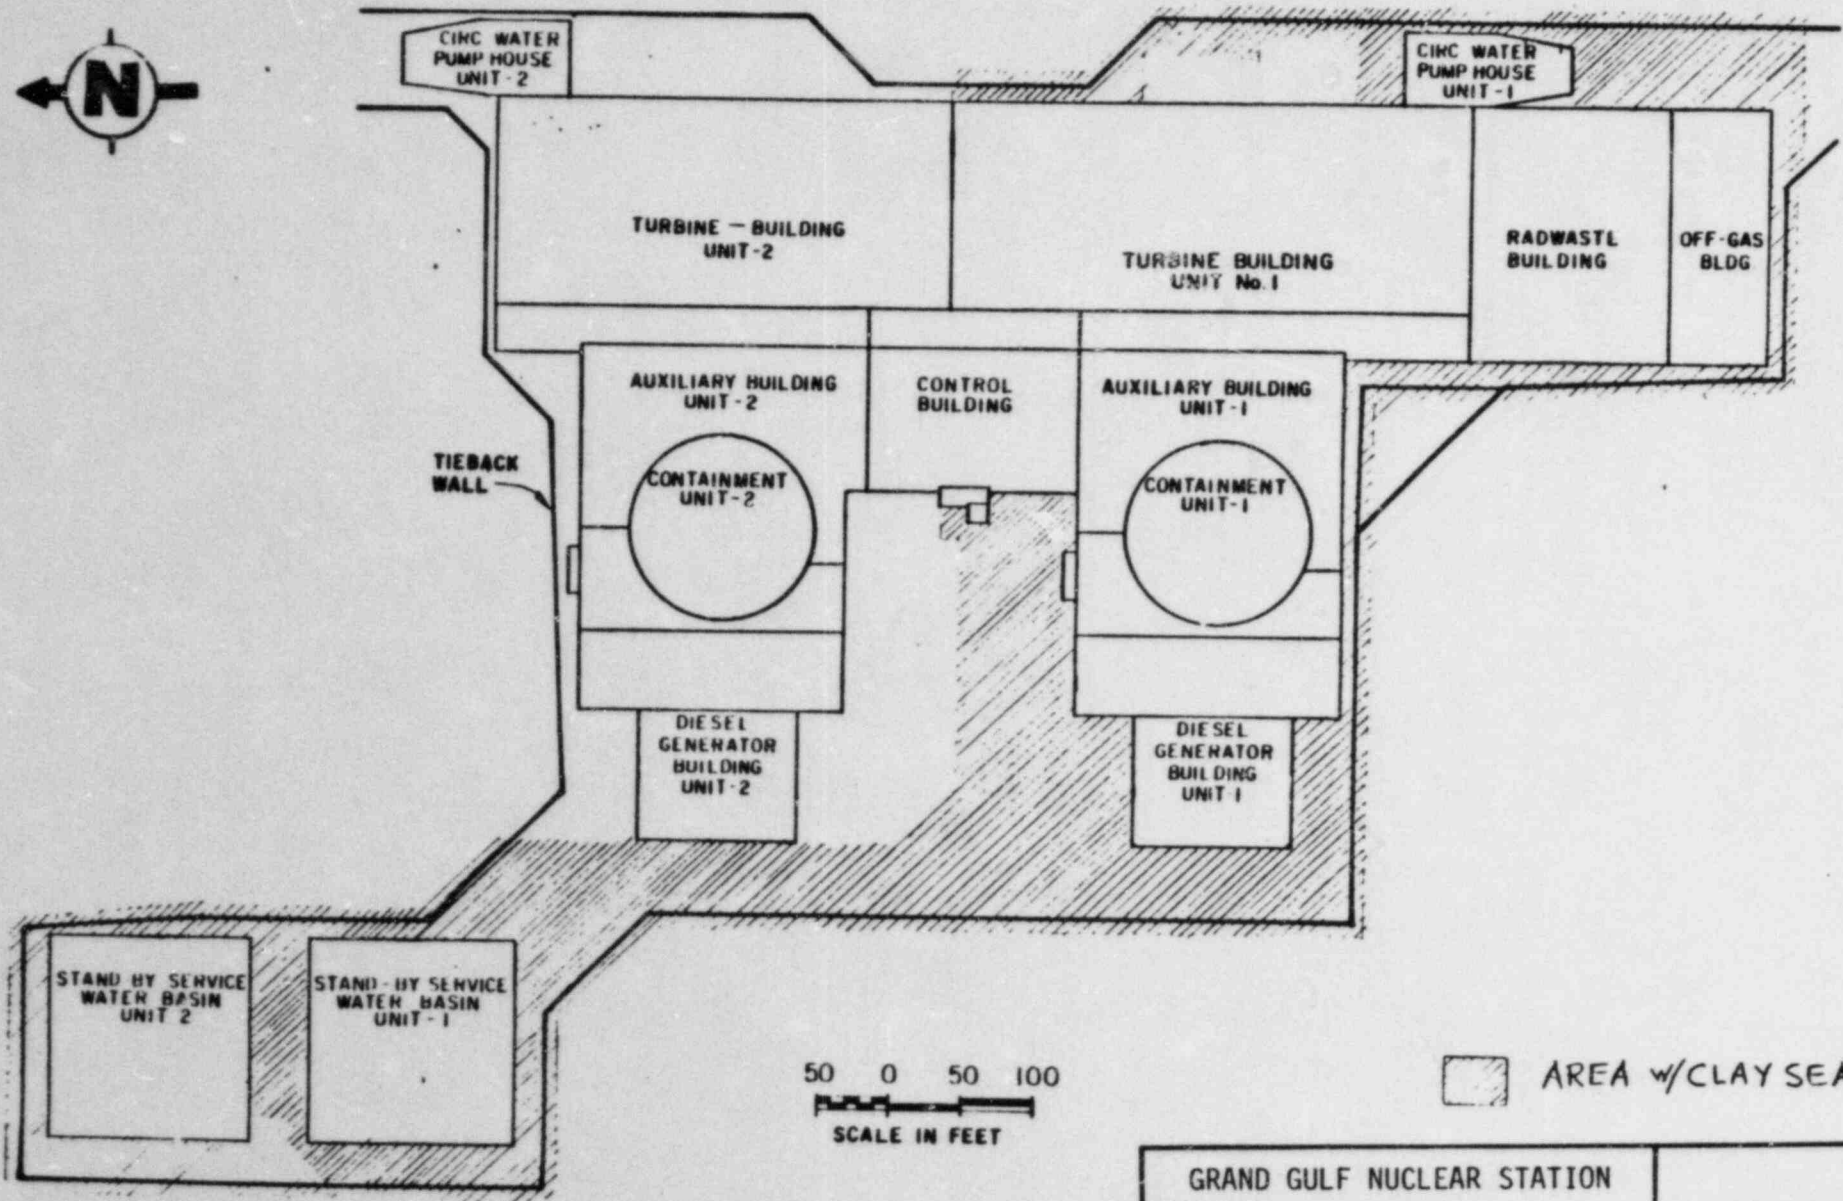 N
CIRC WATER
PUMP HOUSE
UNIT-2
CIRC WATER
PUMP HOUSE
UNIT-1
TURBINE — BUILDING
UNIT-2
TURBINE BUILDING
UNIT No. 1
RADWASTL
BUILDING
OFF-GAS
BLDG
AUXILIARY BUILDING
UNIT-2
CONTROL
BUILDING
AUXILIARY BUILDING
UNIT-1
TIEBACK
WALL
CONTAINMENT
UNIT-2
CONTAINMENT
UNIT-1
DIESEL
GENERATOR
BUILDING
UNIT-2
DIESEL
GENERATOR
BUILDING
UNIT 1
STAND BY SERVICE
WATER BASIN
UNIT 2
STAND-BY SERVICE
WATER BASIN
UNIT-1
50 0 50 100
SCALE IN FEET
AREA W/CLAY SEA
GRAND GULF NUCLEAR STATION